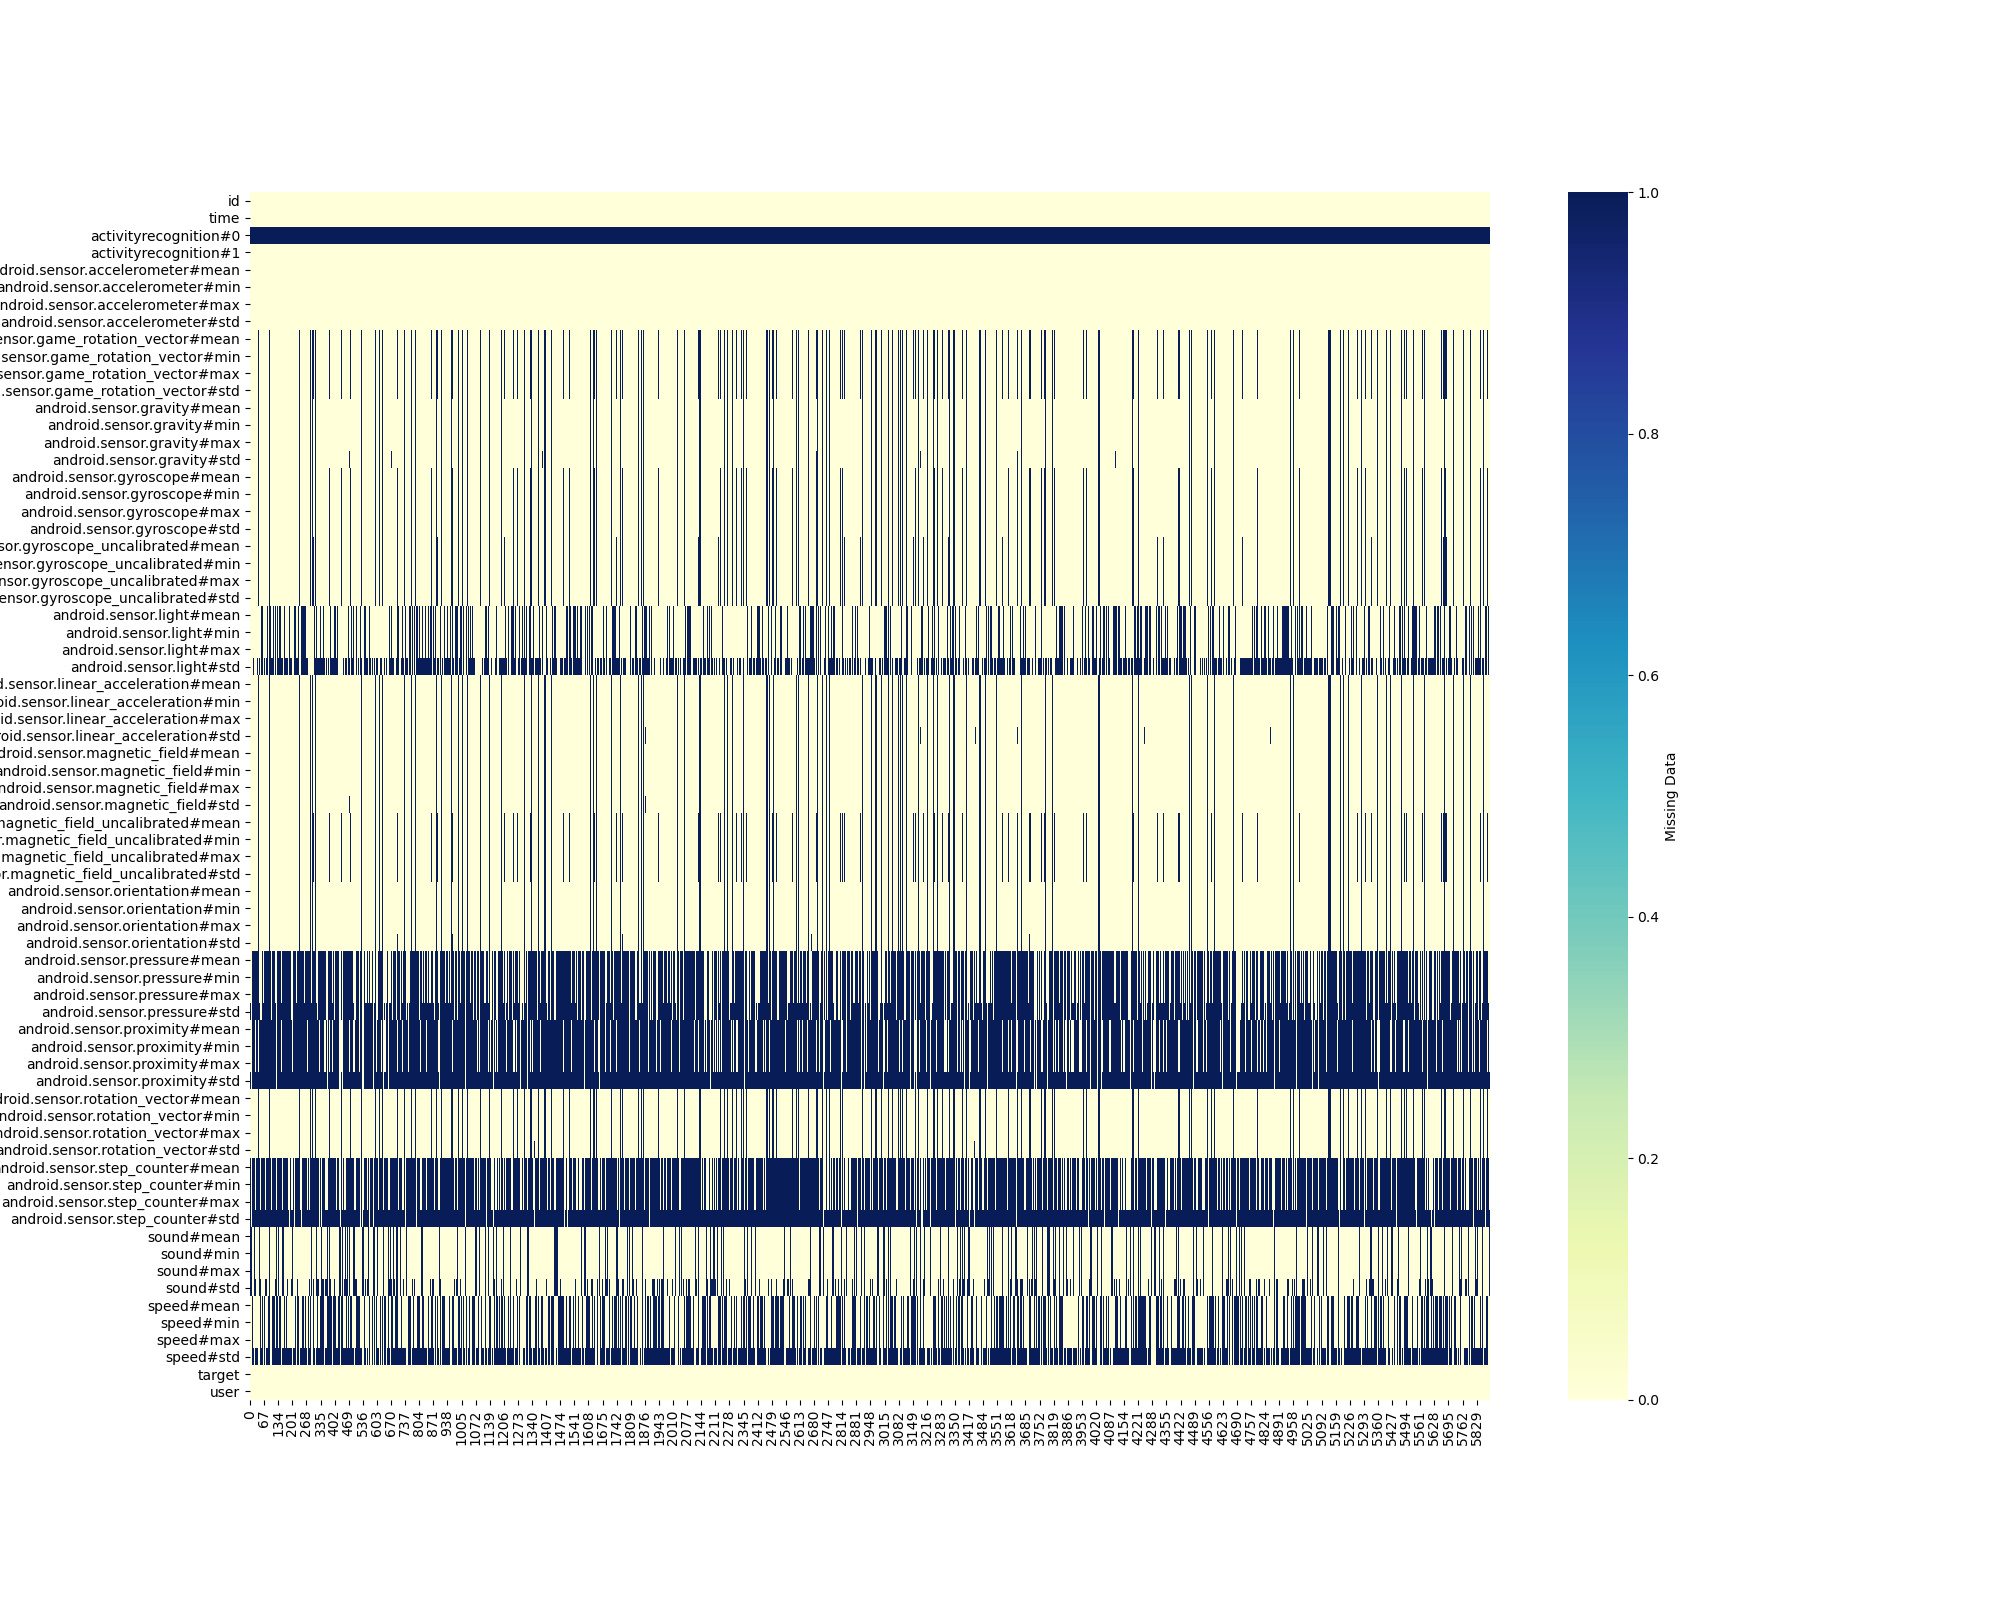 id
time
activityrecognition#0
activityrecognition#1
droid.sensor.accelerometer#mean
android.sensor.accelerometer#min
ndroid.sensor.accelerometer#max
android.sensor.accelerometer#std
ensor.game_rotation_vector#mean
sensor.game_rotation_vector#min
sensor.game_rotation_vector#max
.sensor.game_rotation_vector#std
android.sensor.gravity#mean
android.sensor.gravity#min
android.sensor.gravity#max
android.sensor.gravity#std
android.sensor.gyroscope#mean
android.sensor.gyroscope#min
android.sensor.gyroscope#max
android.sensor.gyroscope#std
sor.gyroscope_uncalibrated#mean
ensor.gyroscope_uncalibrated#min
nsor.gyroscope_uncalibrated#max
ensor.gyroscope_uncalibrated#std
android.sensor.light#mean
android.sensor.light#min
android.sensor.light#max
android.sensor.light#std
d.sensor.linear_acceleration#mean
oid.sensor.linear_acceleration#min
id.sensor.linear_acceleration#max
roid.sensor.linear_acceleration#std
droid.sensor.magnetic_field#mean
android.sensor.magnetic_field#min
ndroid.sensor.magnetic_field#max
android.sensor.magnetic_field#std
magnetic_field_uncalibrated#mean
r.magnetic_field_uncalibrated#min
.magnetic_field_uncalibrated#max
or.magnetic_field_uncalibrated#std
android.sensor.orientation#mean
android.sensor.orientation#min
android.sensor.orientation#max
android.sensor.orientation#std
android.sensor.pressure#mean
android.sensor.pressure#min
android.sensor.pressure#max
android.sensor.pressure#std
android.sensor.proximity#mean
android.sensor.proximity#min
android.sensor.proximity#max
android.sensor.proximity#std
droid.sensor.rotation_vector#mean
android.sensor.rotation_vector#min
ndroid.sensor.rotation_vector#max
android.sensor.rotation_vector#std
android.sensor.step_counter#mean
android.sensor.step_counter#min
android.sensor.step_counter#max
android.sensor.step_counter#std
sound#mean
sound#min
sound#max
sound#std
speed#mean
speed#min
speed#max
speed#std
target
user
0 67 134 201 268 335 402 469 536 603 670 737 804 871 938 1005 1072 1139 1206 1273 1340 1407 1474 1541 1608 1675 1742 1809 1876 1943 2010 2077 2144 2211 2278 2345 2412 2479 2546 2613 2680 2747 2814 2881 2948 3015 3082 3149 3216 3283 3350 3417 3484 3551 3618 3685 3752 3819 3886 3953 4020 4087 4154 4221 4288 4355 4422 4489 4556 4623 4690 4757 4824 4891 4958 5025 5092 5159 5226 5293 5360 5427 5494 5561 5628 5695 5762 5829
1.0
0.8
0.6
0.4
0.2
0.0
Missing Data